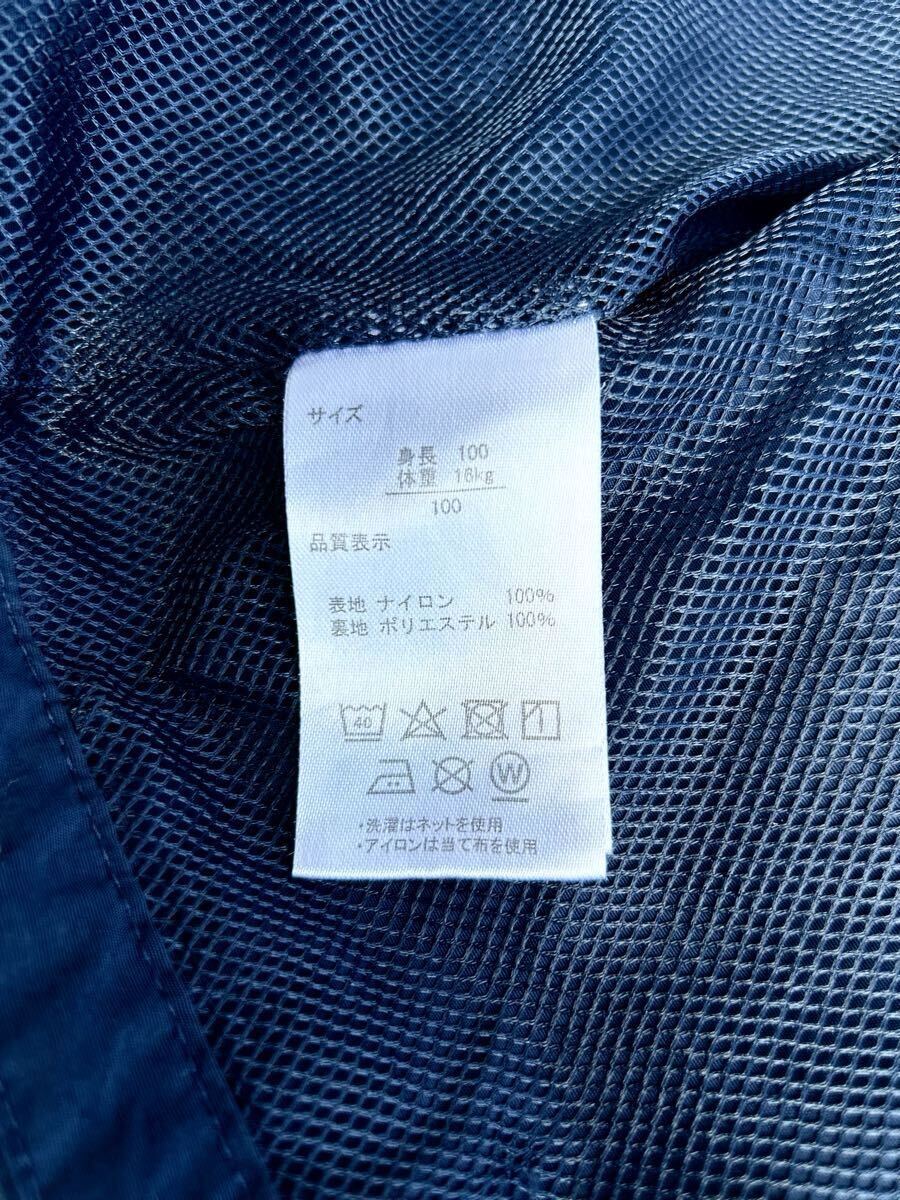 サイズ
身長 100
体重 16kg
100
品質表示
表地 ナイロン 100%
裏地 ポリエステル 100%
40
W
・洗濯はネットを使用
・アイロンは当て布を使用